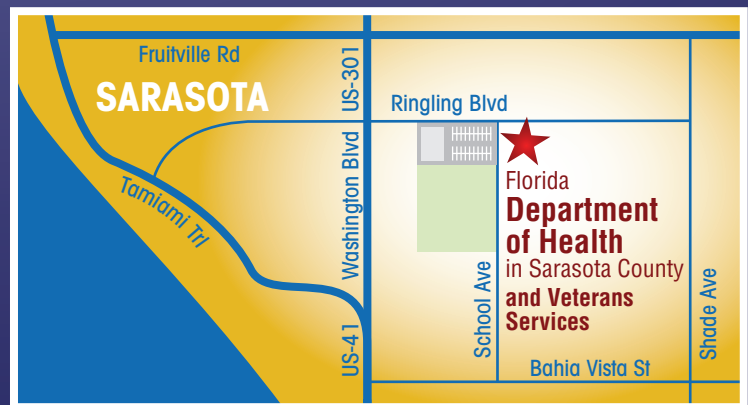 Fruitville Rd
US-301
SARASOTA
Ringling Blvd
Tamiami Trl
Washington Blvd
Florida
Department
of Health
in Sarasota County
and Veterans
Services
School Ave
Shade Ave
US-41
Bahia Vista St